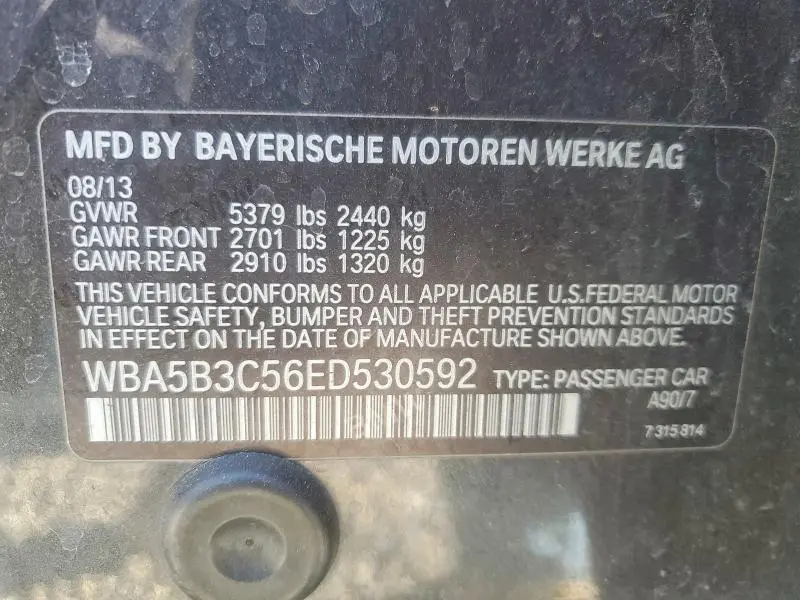 MFD BY BAYERISCHE MOTOREN WERKE AG
08/13
GVWR 5379 lbs 2440 kg
GAWR FRONT 2701 lbs 1225 kg
GAWR REAR 2910 lbs 1320 kg
THIS VEHICLE CONFORMS TO ALL APPLICABLE U.S.FEDERAL MOTOR
VEHICLE SAFETY, BUMPER AND THEFT PREVENTION STANDARDS
IN EFFECT ON THE DATE OF MANUFACTURE SHOWN ABOVE.
WBA5B3C56ED530592 TYPE: PASSENGER CAR
A90/7
7 315 814